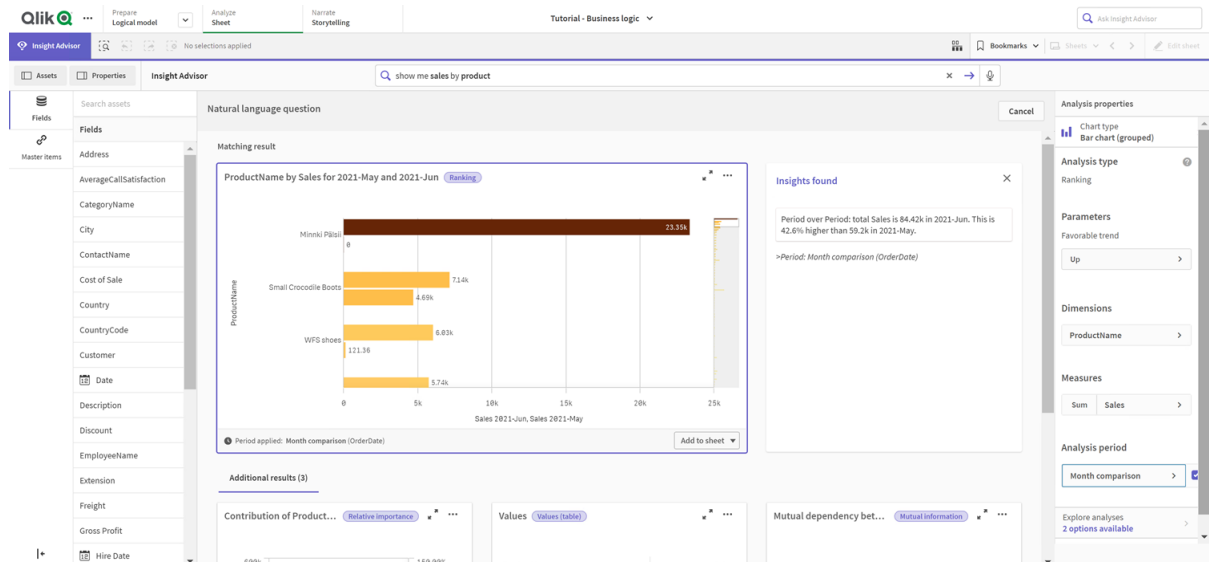 Qlik
Prepare
Logical model
Analyze
Sheet
Narrate
Storytelling
Tutorial - Business logic
Ask Insight Advisor
Insight Advisor
No selections applied
Bookmarks
Sheets
Edit sheet
Assets
Properties
Insight Advisor
show me sales by product
Fields
Master items
Search assets
Fields
Address
AverageCallSatisfaction
CategoryName
City
ContactName
Cost of Sale
Country
CountryCode
Customer
Date
Description
Discount
EmployeeName
Extension
Freight
Gross Profit
Hire Date
Natural language question
Cancel
Matching result
ProductName by Sales for 2021-May and 2021-Jun Ranking
ProductName
Minnki Pälsii
23.35k
0
Small Crocodile Boots
7.14k
4.69k
WFS shoes
6.03k
121.36
5.74k
0 5k 10k 15k 20k 25k
Sales 2021-Jun, Sales 2021-May
Period applied: Month comparison (OrderDate)
Add to sheet
Insights found
Period over Period: total Sales is 84.42k in 2021-Jun. This is
42.6% higher than 59.2k in 2021-May.
>Period: Month comparison (OrderDate)
Additional results (3)
Contribution of Product... Relative importance
Values Values (table)
Mutual dependency bet... Mutual information
Analysis properties
Chart type
Bar chart (grouped)
Analysis type
Ranking
Parameters
Favorable trend
Up
Dimensions
ProductName
Measures
Sum Sales
Analysis period
Month comparison
Explore analyses
2 options available